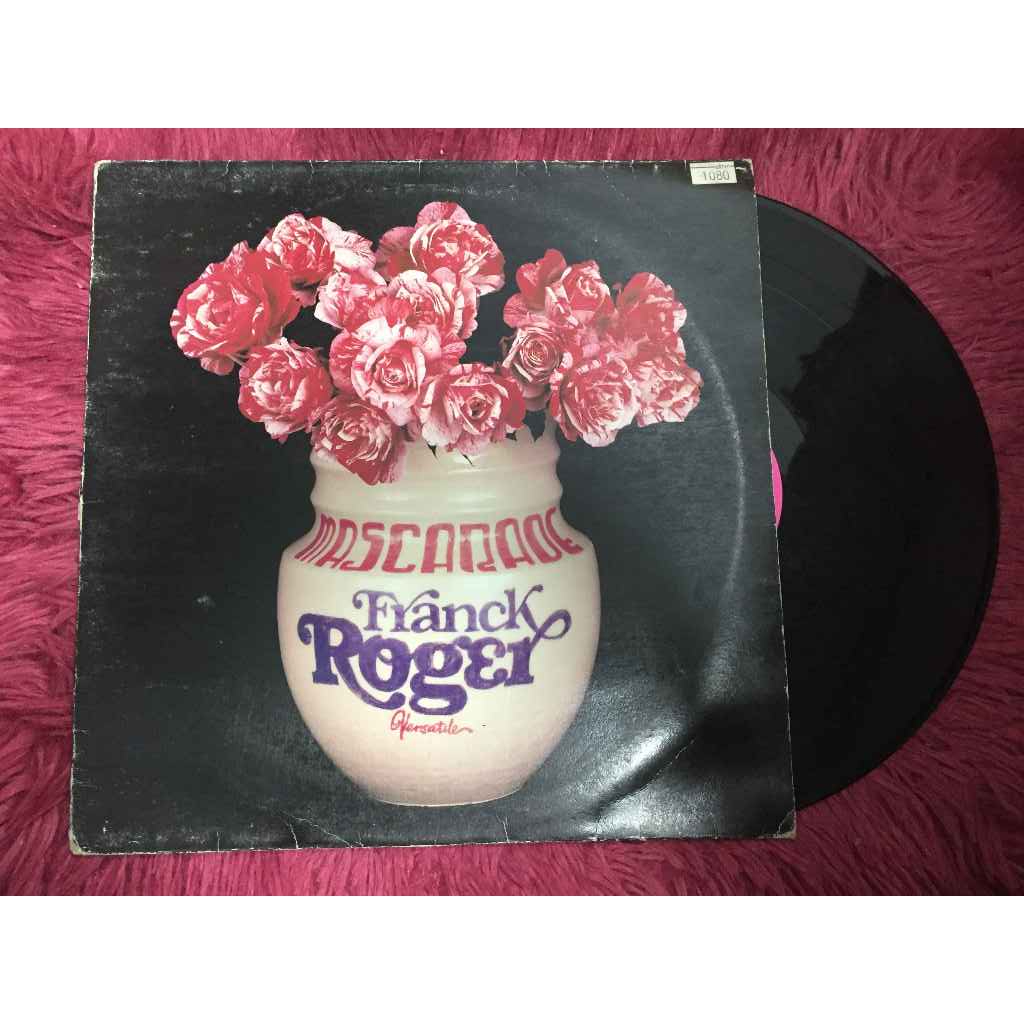 1080
MASCARADE
Franck
Roger
Versatile